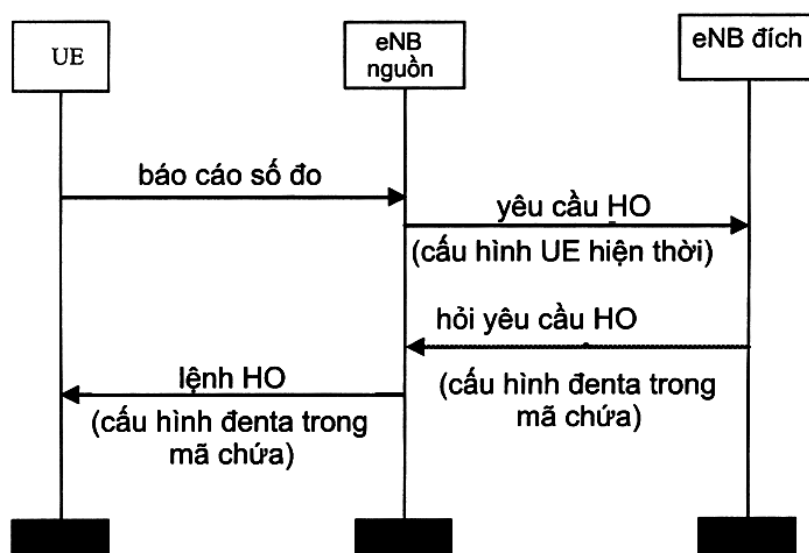 UE
eNB
nguồn
eNB đích
báo cáo số đo
yêu cầu HO
(cấu hình UE hiện thời)
hỏi yêu cầu HO
(cấu hình đenta trong
mã chứa)
lệnh HO
(cấu hình đenta trong
mã chứa)